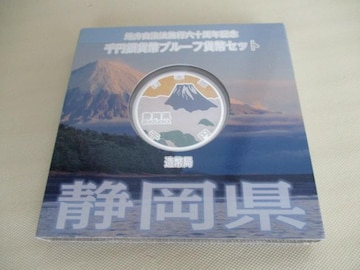 地方自治法施行六十周年記念
千円銀貨幣プルーフ貨幣セット
造幣局
静岡県